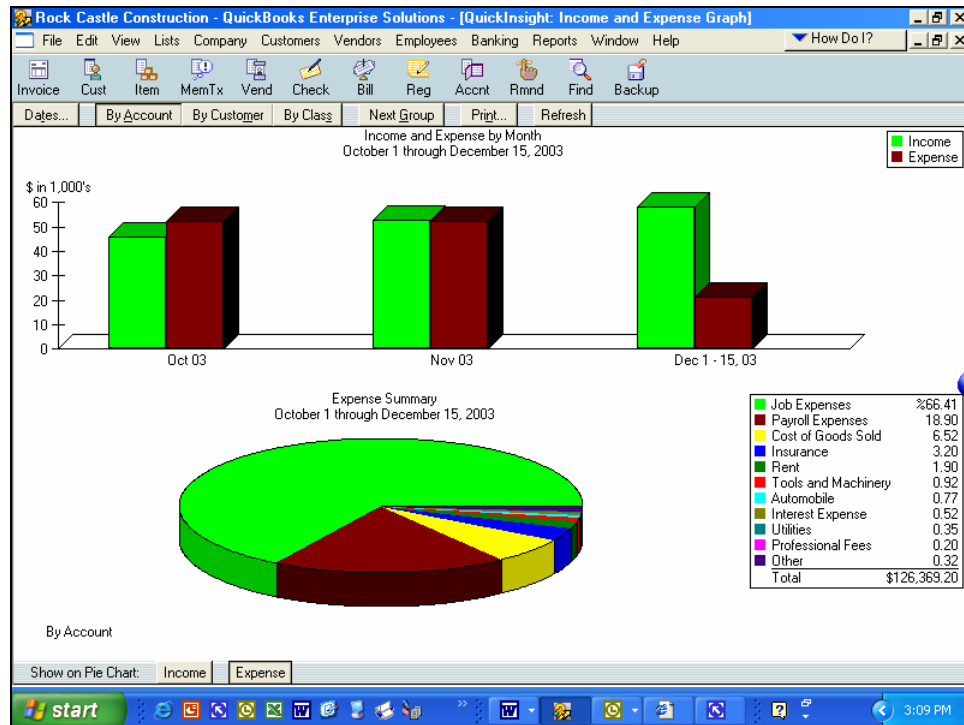 Rock Castle Construction - QuickBooks Enterprise Solutions - [QuickInsight: Income and Expense Graph]
File Edit View Lists Company Customers Vendors Employees Banking Reports Window Help How Do I?
Invoice Cust Item MemTx Vend Check Bill Reg Accnt Rmnd Find Backup
Dates... By Account By Customer By Class Next Group Print... Refresh
Income and Expense by Month
October 1 through December 15, 2003
Income
Expense
$ in 1,000's
60
50
40
30
20
10
0
Oct 03 Nov 03 Dec 1 - 15, 03
Expense Summary
October 1 through December 15, 2003
Job Expenses %66.41
Payroll Expenses 18.90
Cost of Goods Sold 6.52
Insurance 3.20
Rent 1.90
Tools and Machinery 0.92
Automobile 0.77
Interest Expense 0.52
Utilities 0.35
Professional Fees 0.20
Other 0.32
Total $126,369.20
By Account
Show on Pie Chart: Income Expense
start 3:09 PM